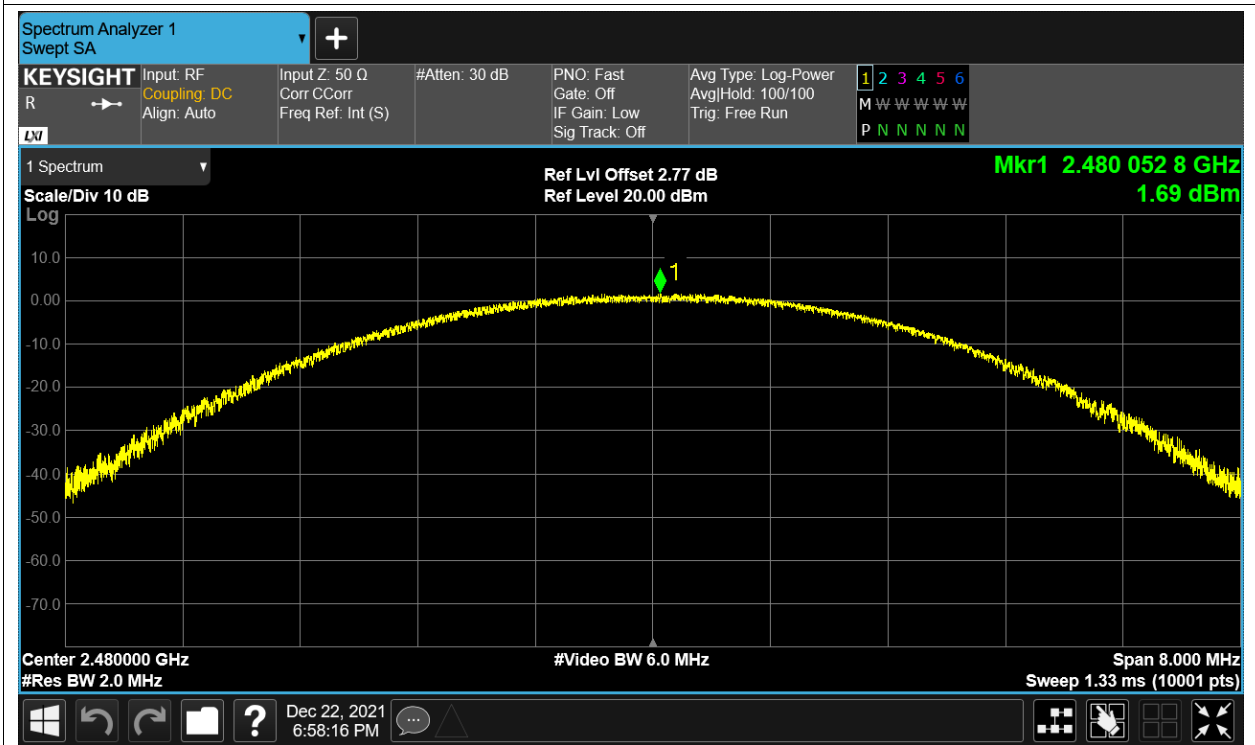 Spectrum Analyzer 1
Swept SA
KEYSIGHT
R
LXI
Input: RF
Coupling: DC
Align: Auto
Input Z: 50 Ω
Corr CCorr
Freq Ref: Int (S)
#Atten: 30 dB
PNO: Fast
Gate: Off
IF Gain: Low
Sig Track: Off
Avg Type: Log-Power
Avg|Hold: 100/100
Trig: Free Run
1 2 3 4 5 6
M W W W W W
P N N N N N
1 Spectrum
Scale/Div 10 dB
Log
Ref Lvl Offset 2.77 dB
Ref Level 20.00 dBm
Mkr1 2.480 052 8 GHz
1.69 dBm
1
10.0
0.00
-10.0
-20.0
-30.0
-40.0
-50.0
-60.0
-70.0
Center 2.480000 GHz
#Res BW 2.0 MHz
#Video BW 6.0 MHz
Span 8.000 MHz
Sweep 1.33 ms (10001 pts)
?
Dec 22, 2021
6:58:16 PM